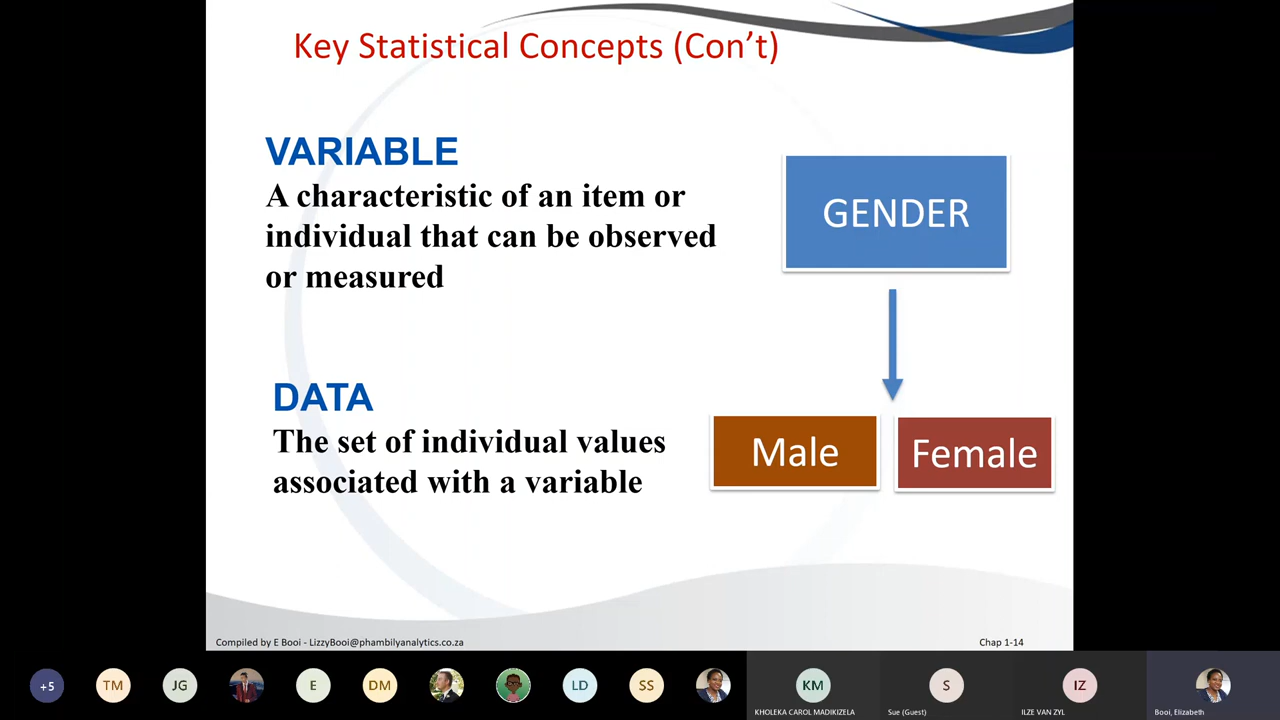 Key Statistical Concepts (Con’t)
VARIABLE
A characteristic of an item or
individual that can be observed
or measured
GENDER
DATA
The set of individual values
associated with a variable
Male
Female
Compiled by E Booi - LizzyBooi@phambilyanalytics.co.za
Chap 1-14
+5
TM
JG
E
DM
LD
SS
KM
KHOLEKA CAROL MADIKIZELA
S
Sue (Guest)
IZ
ILZE VAN ZYL
Booi, Elizabeth